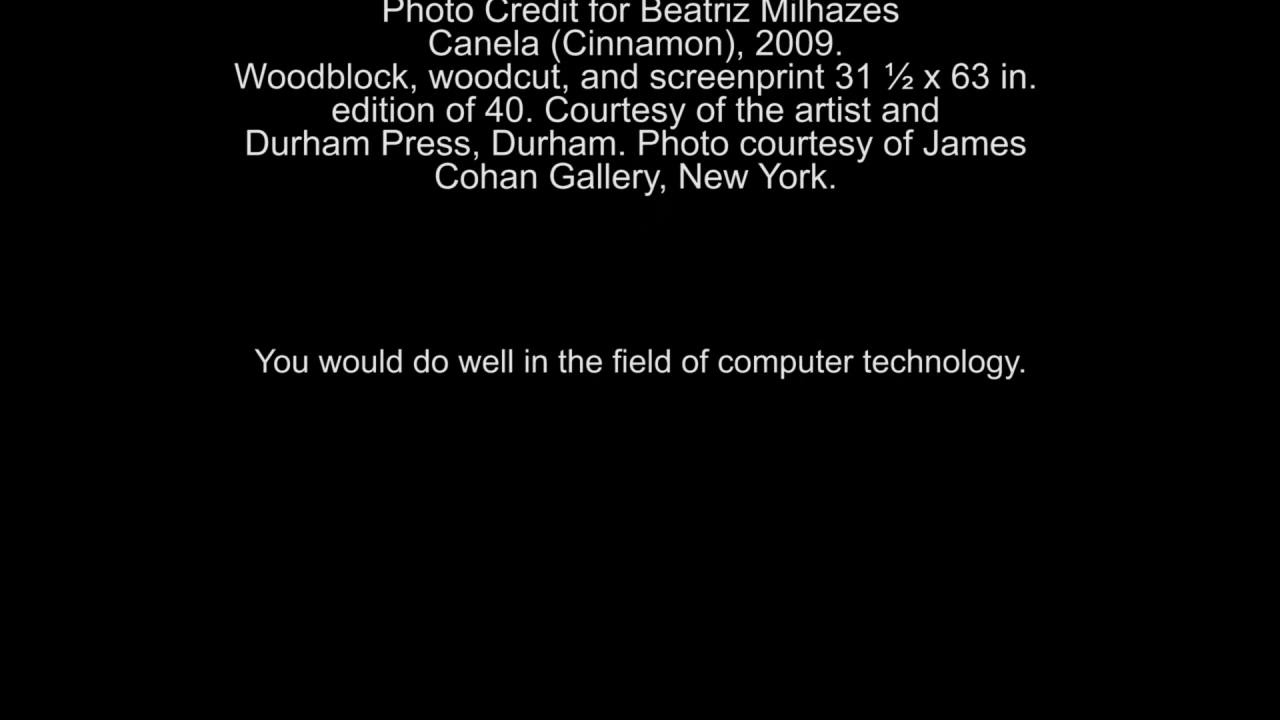 Photo Credit for Beatriz Milhazes
Canela (Cinnamon), 2009.
Woodblock, woodcut, and screenprint 31 ½ x 63 in.
edition of 40. Courtesy of the artist and
Durham Press, Durham. Photo courtesy of James
Cohan Gallery, New York.
You would do well in the field of computer technology.